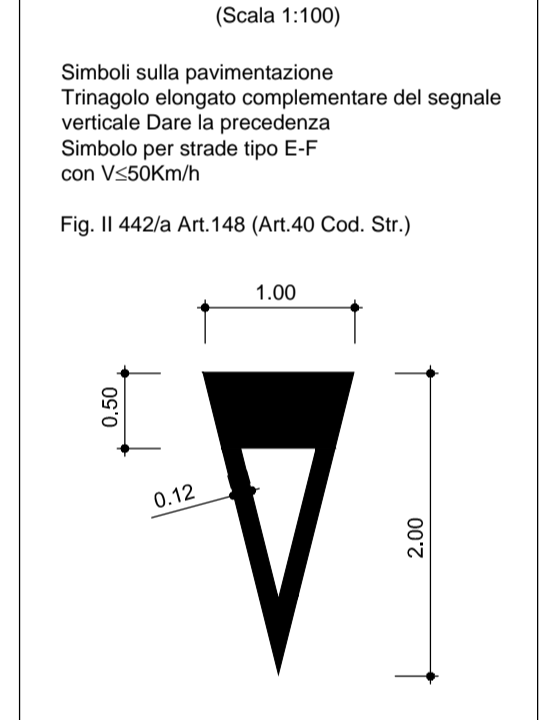 (Scala 1:100)
Simboli sulla pavimentazione
Trinagolo elongato complementare del segnale
verticale Dare la precedenza
Simbolo per strade tipo E-F
con V≤50Km/h
Fig. II 442/a Art.148 (Art.40 Cod. Str.)
1.00
0.50
0.12
2.00